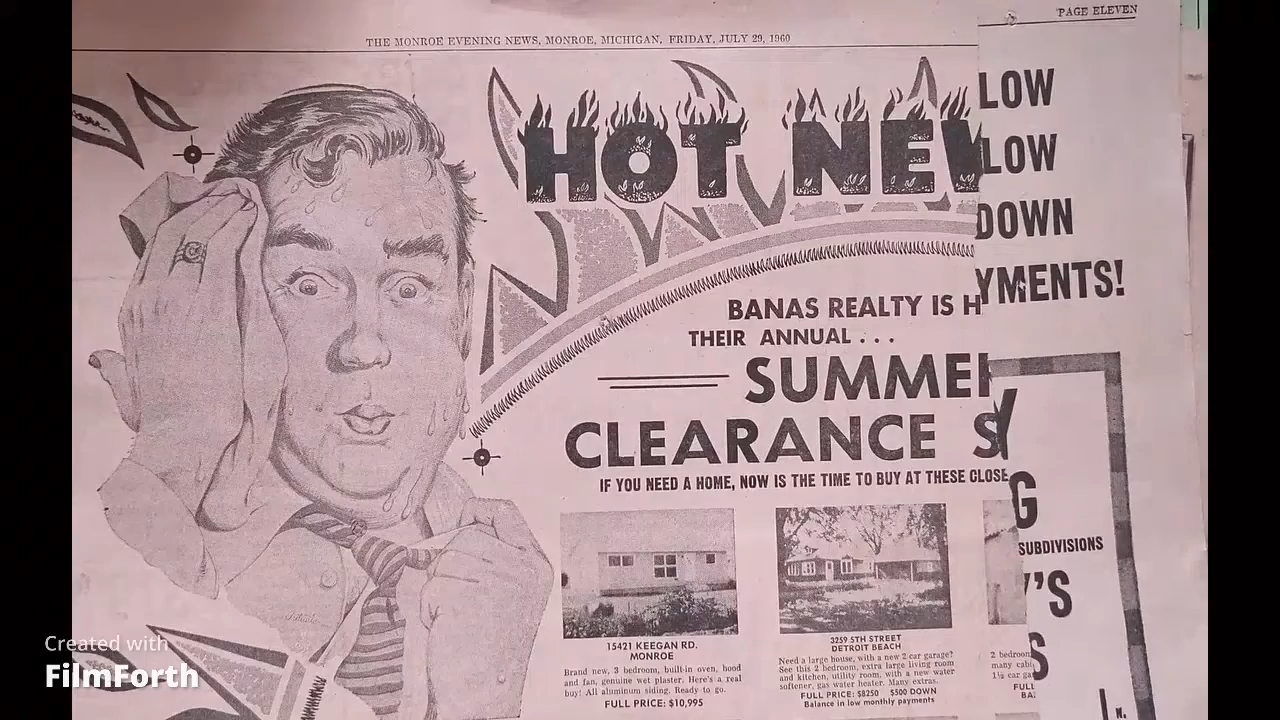 PAGE ELEVEN
THE MONROE EVENING NEWS, MONROE, MICHIGAN, FRIDAY, JULY 29, 1960
HOT NEW
LOW
LOW
DOWN
YMENTS!
BANAS REALTY IS H
THEIR ANNUAL . . .
SUMMER
CLEARANCE S
IF YOU NEED A HOME, NOW IS THE TIME TO BUY AT THESE CLOSE
Y
G
SUBDIVISIONS
Y'S
S
15421 KEEGAN RD.
MONROE
Brand new, 3 bedroom, built-in oven, hood
and fan, genuine wet plaster. Here's a real
buy! All aluminum siding. Ready to go.
FULL PRICE: $10,995
3259 5TH STREET
DETROIT BEACH
Need a large house, with a new 2 car garage?
See this 2 bedroom, extra large living room
and kitchen, utility room, with a new water
softener, gas water heater. Many extras.
FULL PRICE: $8250 $500 DOWN
Balance in low monthly payments
2 bedroom
many cabi
1½ car ga
FULL
BA
Created with
FilmForth